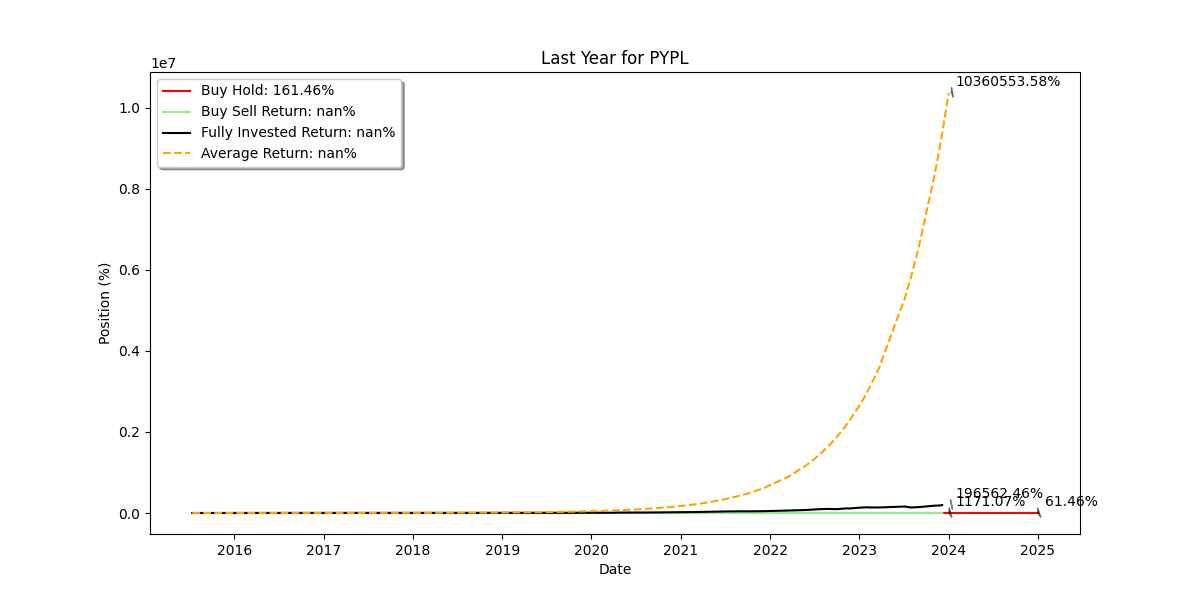 Last Year for PYPL
1e7
Buy Hold: 161.46%
Buy Sell Return: nan%
Fully Invested Return: nan%
Average Return: nan%
10360553.58%
196562.46%
1171.07%
61.46%
1.0
0.8
0.6
0.4
0.2
0.0
Position (%)
2016 2017 2018 2019 2020 2021 2022 2023 2024 2025
Date